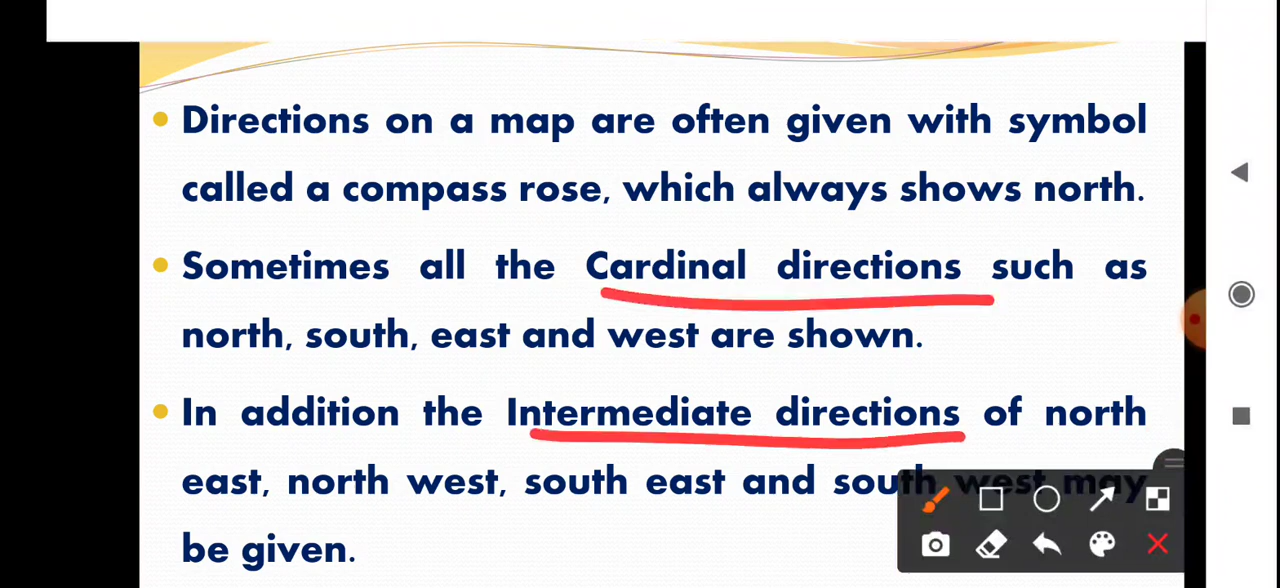 Directions on a map are often given with symbol
called a compass rose, which always shows north.
Sometimes all the Cardinal directions such as
north, south, east and west are shown.
In addition the Intermediate directions of north
east, north west, south east and south west may
be given.